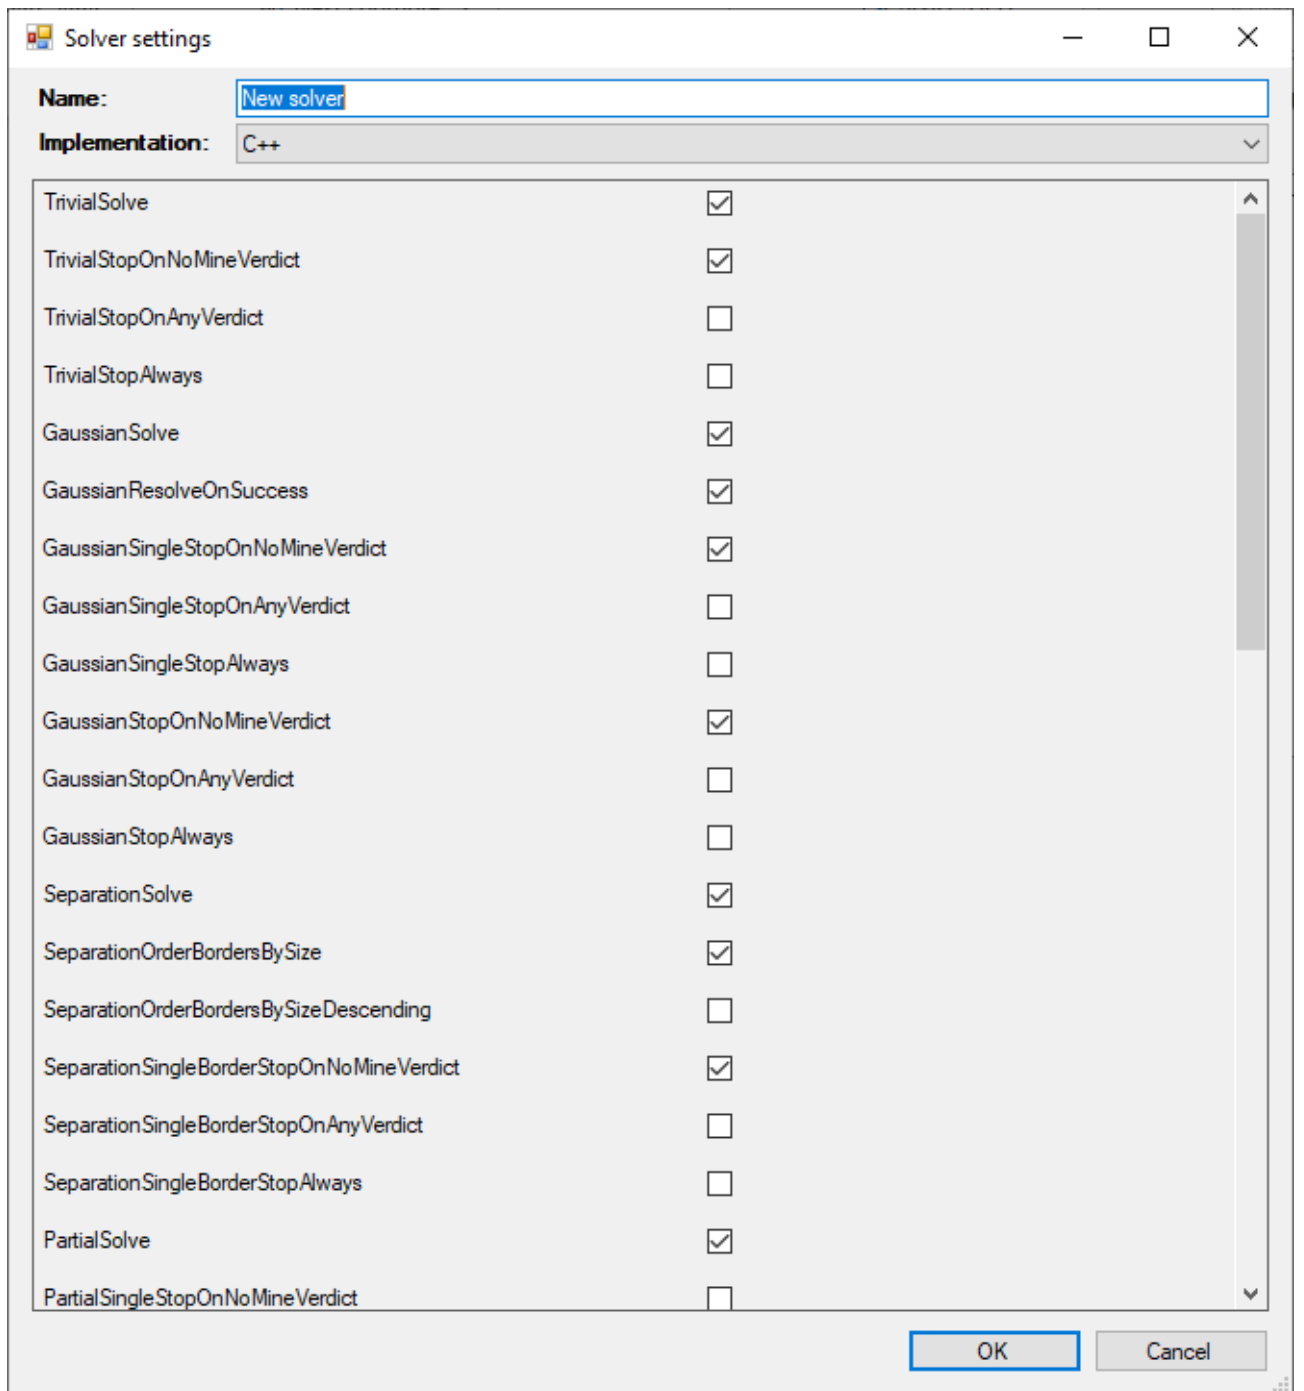 Solver settings
Name: New solver
Implementation: C++
TrivialSolve
TrivialStopOnNoMineVerdict
TrivialStopOnAnyVerdict
TrivialStopAlways
GaussianSolve
GaussianResolveOnSuccess
GaussianSingleStopOnNoMineVerdict
GaussianSingleStopOnAnyVerdict
GaussianSingleStopAlways
GaussianStopOnNoMineVerdict
GaussianStopOnAnyVerdict
GaussianStopAlways
SeparationSolve
SeparationOrderBordersBySize
SeparationOrderBordersBySizeDescending
SeparationSingleBorderStopOnNoMineVerdict
SeparationSingleBorderStopOnAnyVerdict
SeparationSingleBorderStopAlways
PartialSolve
PartialSingleStopOnNoMineVerdict
OK Cancel